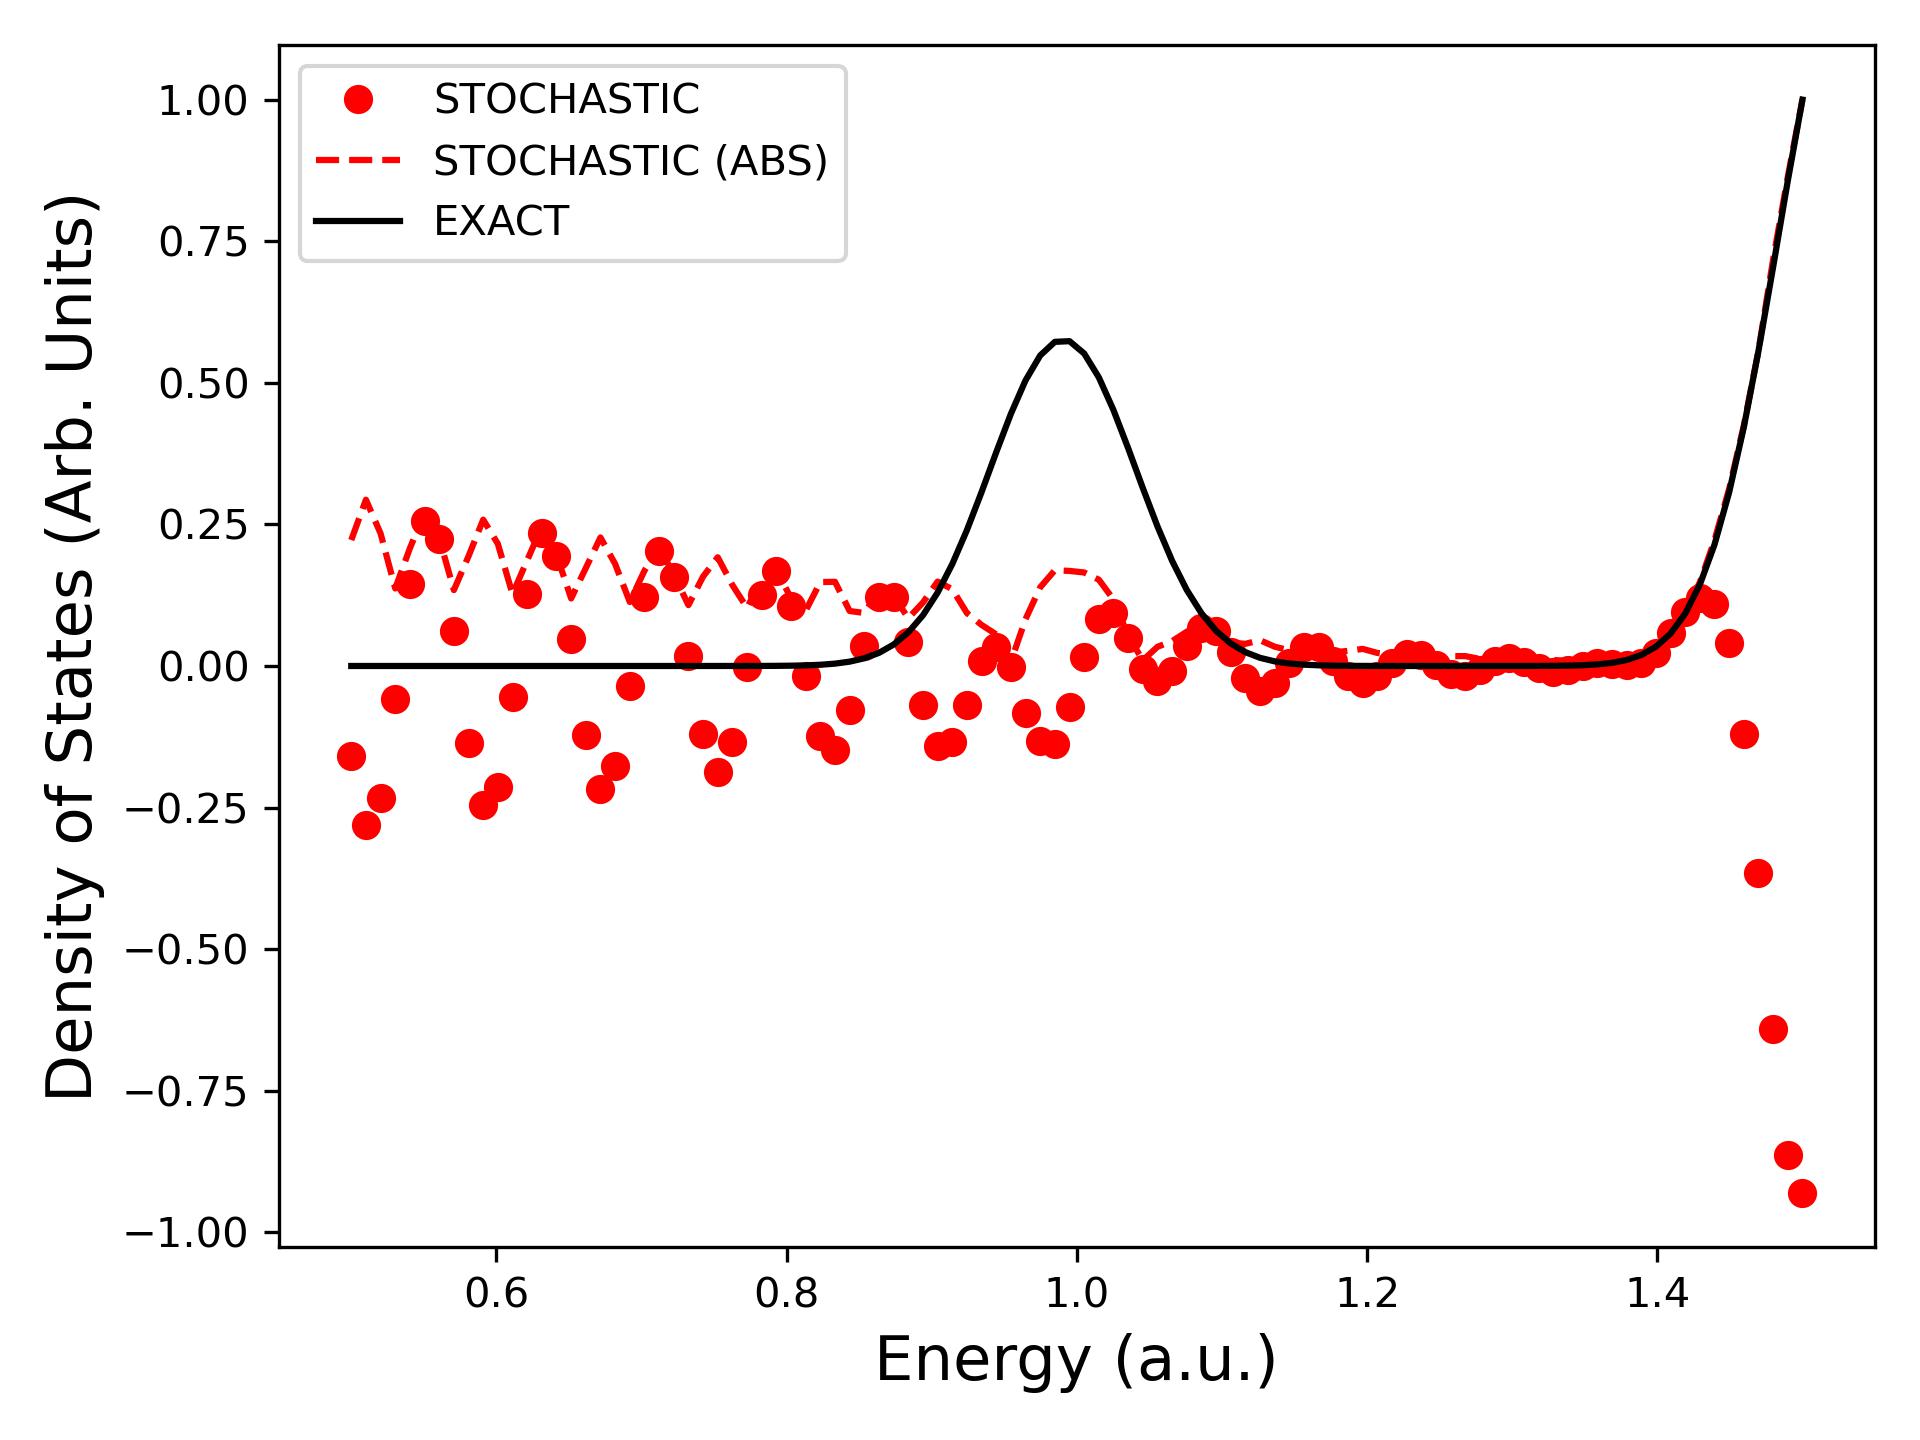 STOCHASTIC
STOCHASTIC (ABS)
EXACT
Density of States (Arb. Units)
1.00
0.75
0.50
0.25
0.00
−0.25
−0.50
−0.75
−1.00
0.6 0.8 1.0 1.2 1.4
Energy (a.u.)